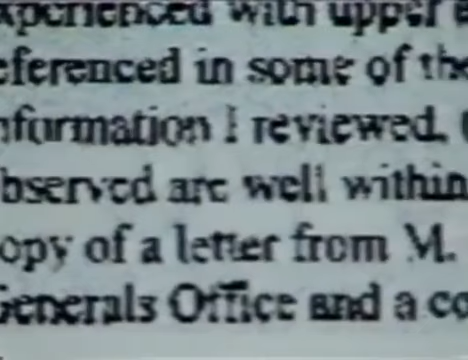 xperienced with upper
eferenced in some of the
nformation I reviewed.
bserved are well within
opy of a letter from M.
Generals Office and a co